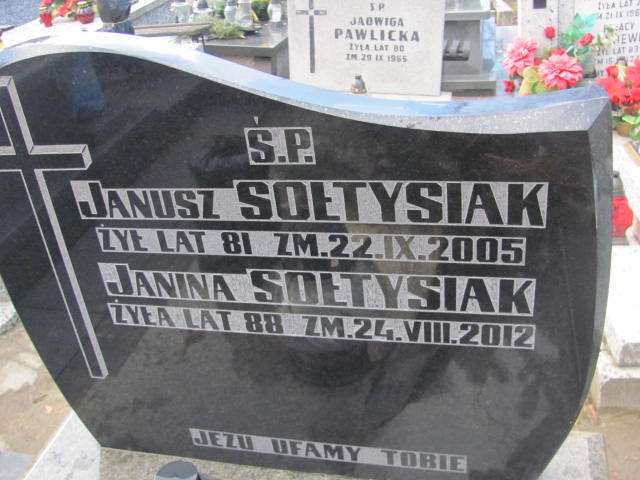 Ś.P.
JADWIGA
PAWLICKA
ŻYŁA LAT 80
ZM. 29 IX 1965
Ś.P.
JANUSZ SOŁTYSIAK
ŻYŁ LAT 81 ZM. 22.IX.2005
JANINA SOŁTYSIAK
ŻYŁA LAT 88 ZM. 24.VIII.2012
JEZU UFAMY TOBIE